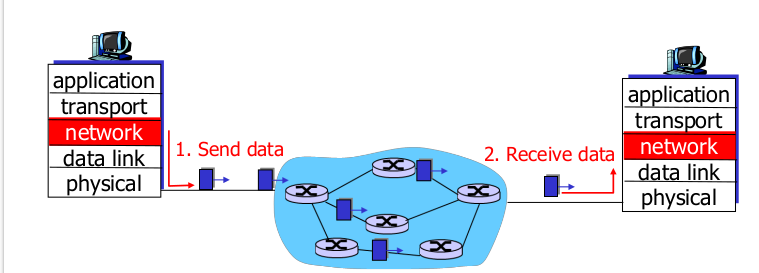 application
transport
network
data link
physical
1. Send data
2. Receive data
application
transport
network
data link
physical